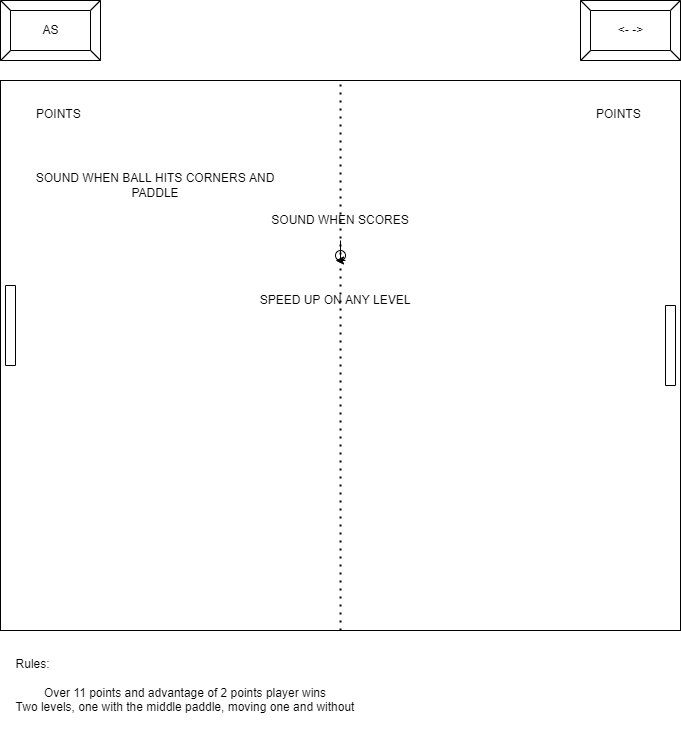 AS
<- ->
POINTS
POINTS
SOUND WHEN BALL HITS CORNERS AND
PADDLE
SOUND WHEN SCORES
SPEED UP ON ANY LEVEL
Rules:
Over 11 points and advantage of 2 points player wins
Two levels, one with the middle paddle, moving one and without